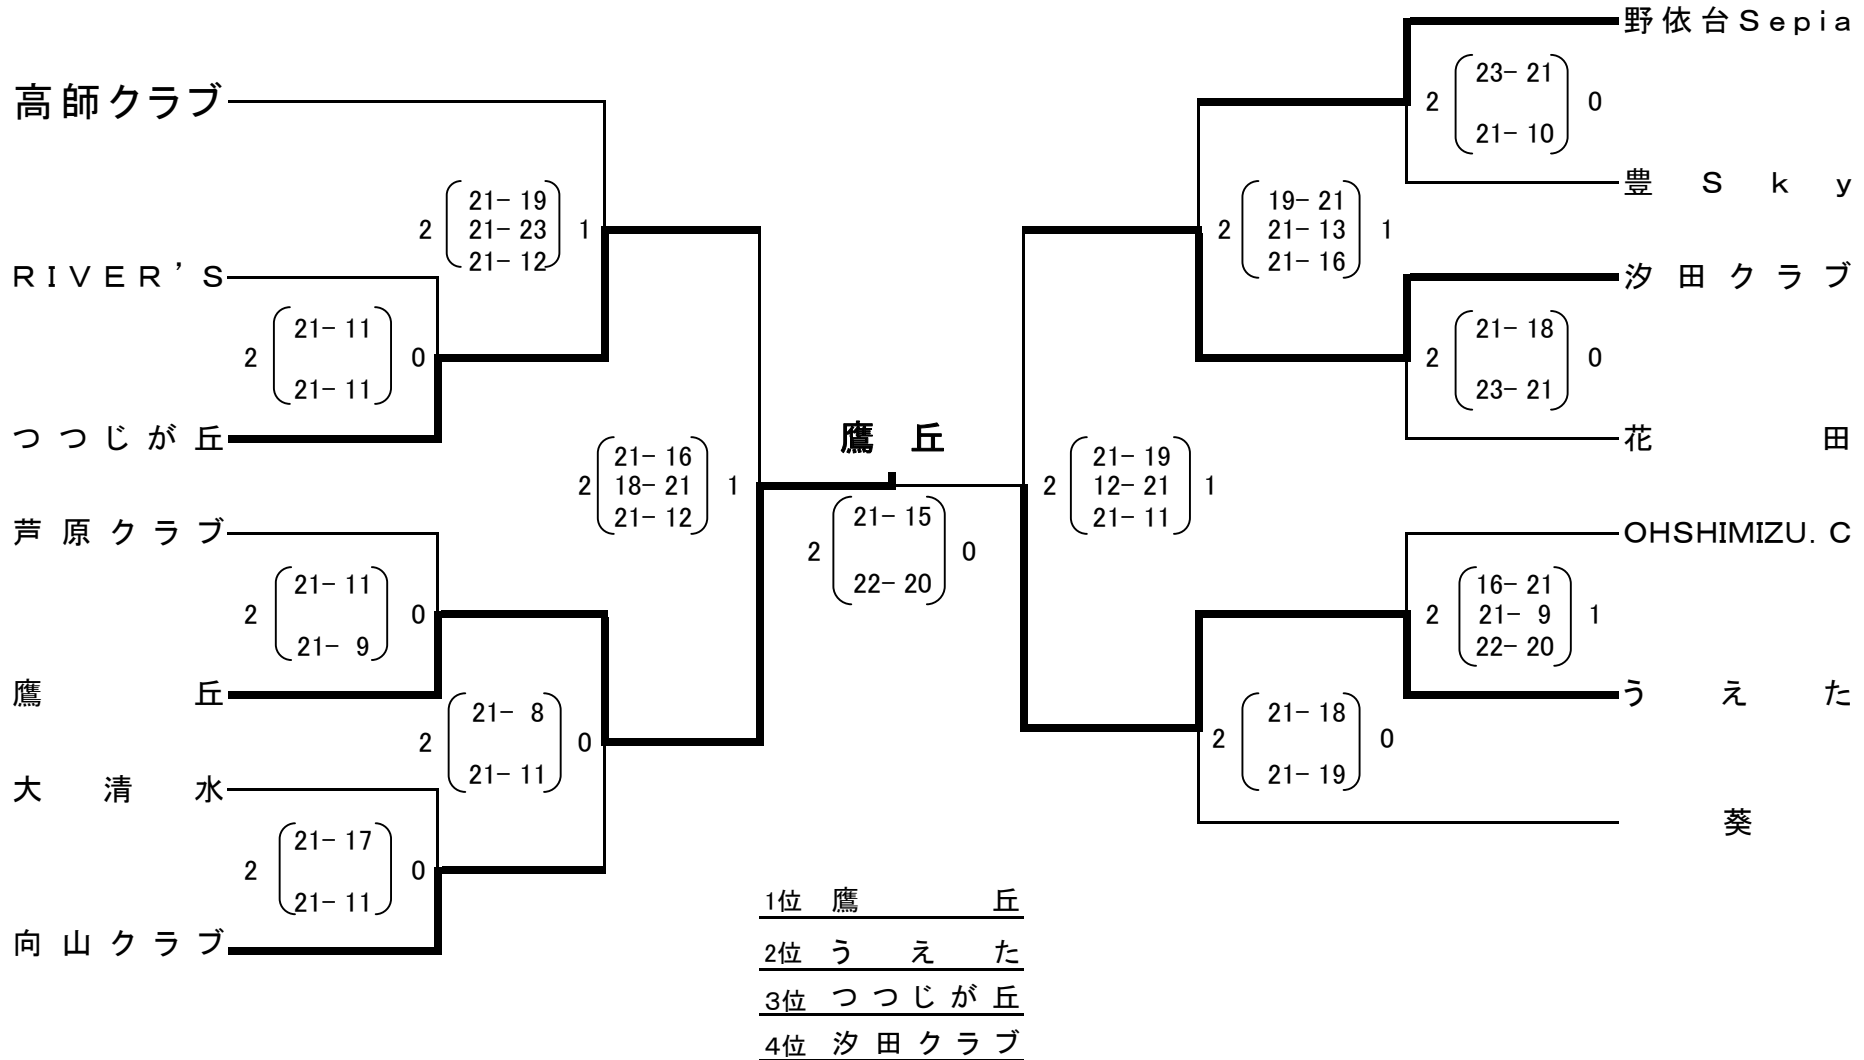 高師クラブ
2 21-19 1
21-23
21-12
RIVER'S
2 21-11 0
21-11
つつじが丘
2 21-16 1
18-21
21-12
芦原クラブ
2 21-11 0
21-9
鷹丘
2 21-8 0
21-11
大清水
2 21-17 0
21-11
向山クラブ
鷹丘
2 21-15 0
22-20
野依台Sepia
2 23-21 0
21-10
豊Sky
2 19-21 1
21-13
21-16
汐田クラブ
2 21-18 0
23-21
花田
2 21-19 1
12-21
21-11
OHSHIMIZU.C
2 16-21 1
21-9
22-20
うえた
2 21-18 0
21-19
葵
1位 鷹丘
2位 うえた
3位 つつじが丘
4位 汐田クラブ